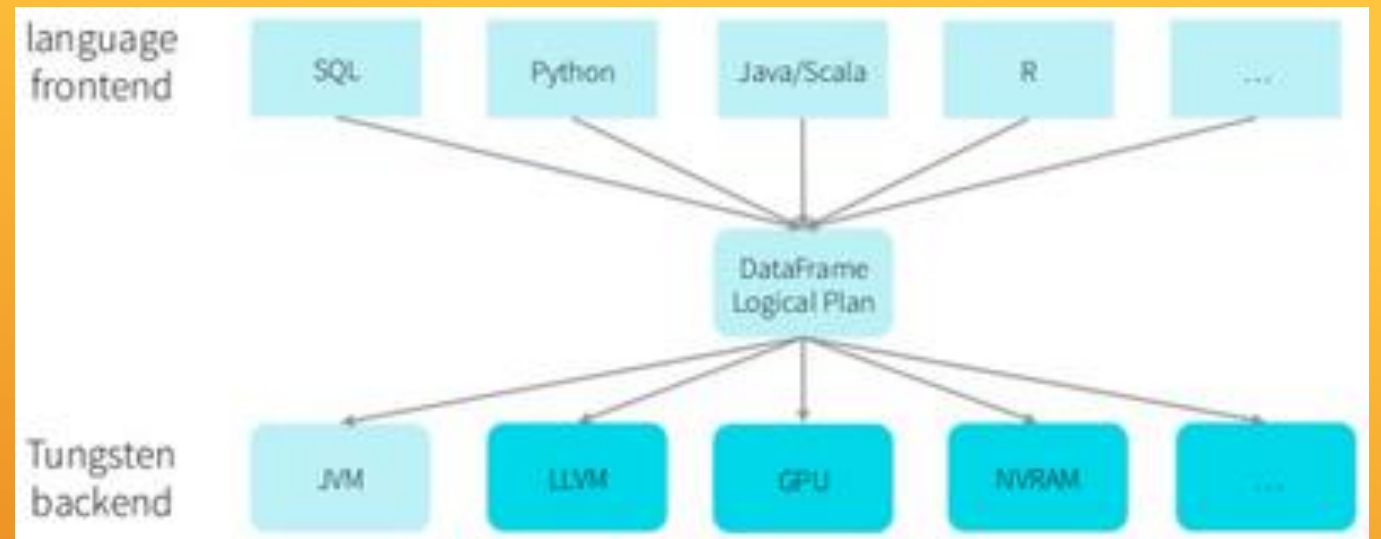 language
frontend
SQL
Python
Java/Scala
R
...
DataFrame
Logical Plan
Tungsten
backend
JVM
LLVM
GPU
NVRAM
...